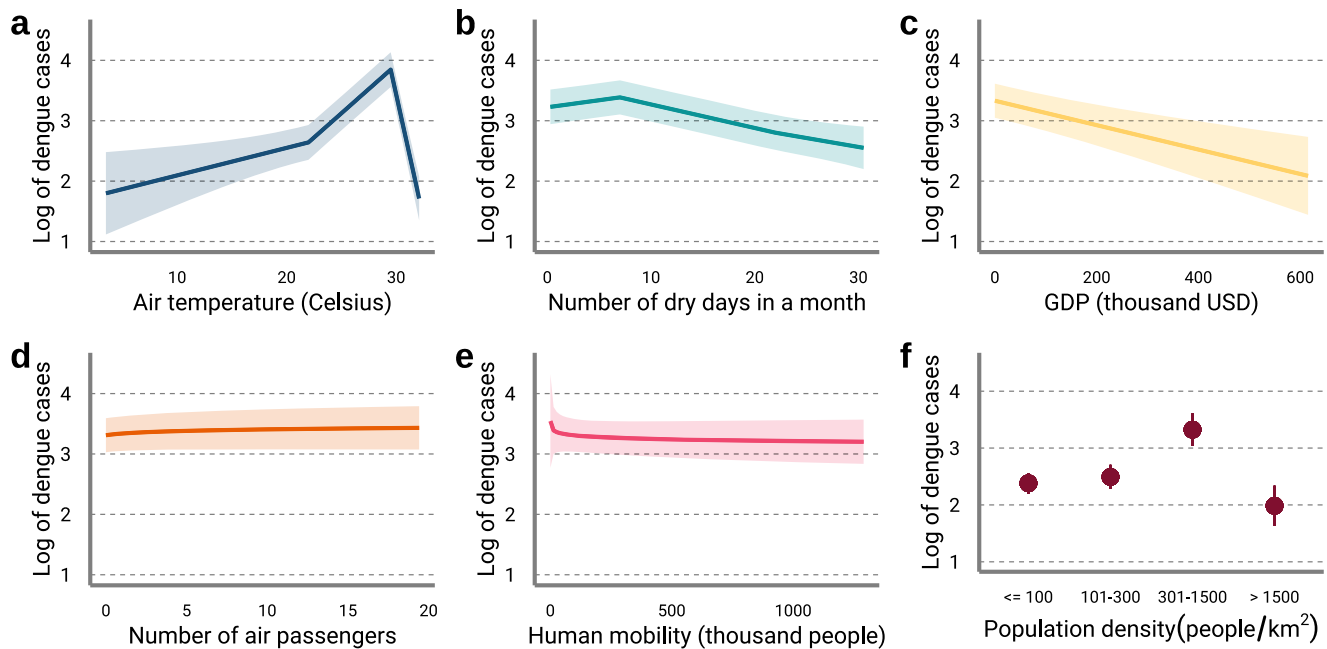 a
Log of dengue cases
4
3
2
1
10 20 30
Air temperature (Celsius)
b
Log of dengue cases
4
3
2
1
0 10 20 30
Number of dry days in a month
c
Log of dengue cases
4
3
2
1
0 200 400 600
GDP (thousand USD)
d
Log of dengue cases
4
3
2
1
0 5 10 15 20
Number of air passengers
e
Log of dengue cases
4
3
2
1
0 500 1000
Human mobility (thousand people)
f
Log of dengue cases
4
3
2
1
<= 100 101-300 301-1500 > 1500
Population density(people/km²)